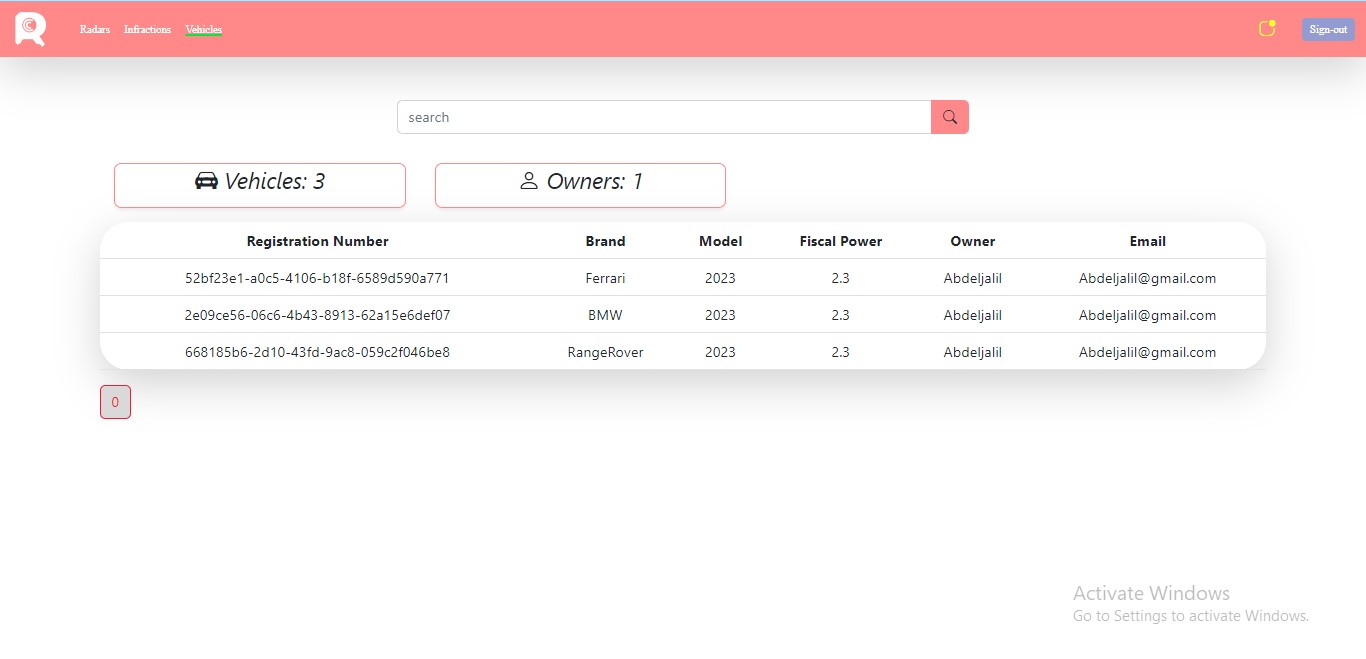 Radars Infractions Vehicles Sign-out
search
Vehicles: 3 Owners: 1
Registration Number Brand Model Fiscal Power Owner Email
52bf23e1-a0c5-4106-b18f-6589d590a771 Ferrari 2023 2.3 Abdeljalil Abdeljalil@gmail.com
2e09ce56-06c6-4b43-8913-62a15e6def07 BMW 2023 2.3 Abdeljalil Abdeljalil@gmail.com
668185b6-2d10-43fd-9ac8-059c2f046be8 RangeRover 2023 2.3 Abdeljalil Abdeljalil@gmail.com
0
Activate Windows
Go to Settings to activate Windows.